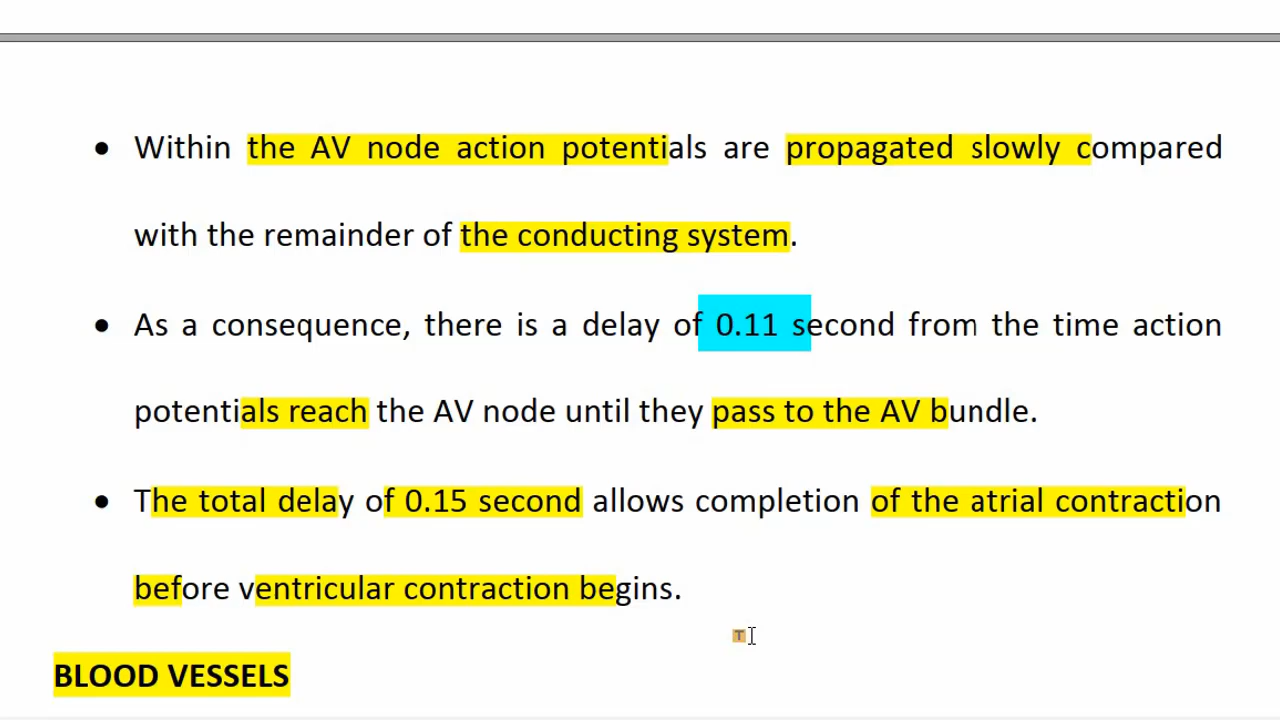 • Within the AV node action potentials are propagated slowly compared
with the remainder of the conducting system.
• As a consequence, there is a delay of 0.11 second from the time action
potentials reach the AV node until they pass to the AV bundle.
• The total delay of 0.15 second allows completion of the atrial contraction
before ventricular contraction begins.
T
BLOOD VESSELS